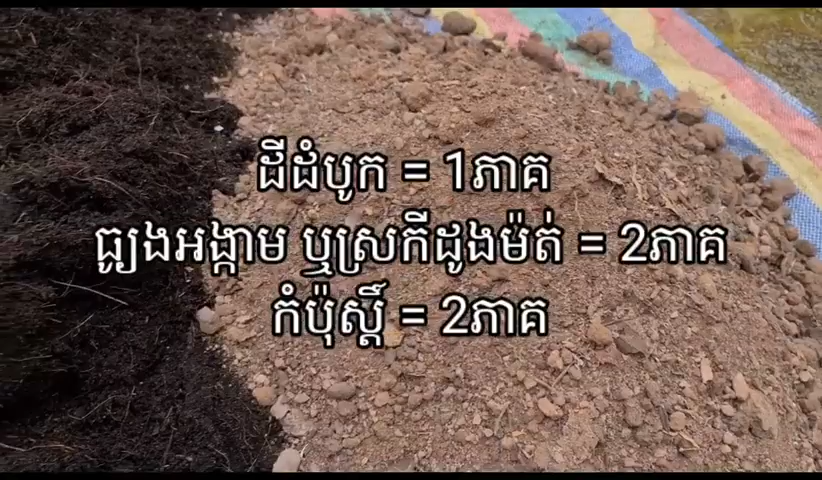 ដីដំបូក = 1ភាគ
ធ្យូងអង្កាម ឬស្រកីដូងម៉ត់ = 2ភាគ
កំប៉ុស្តិ៍ = 2ភាគ